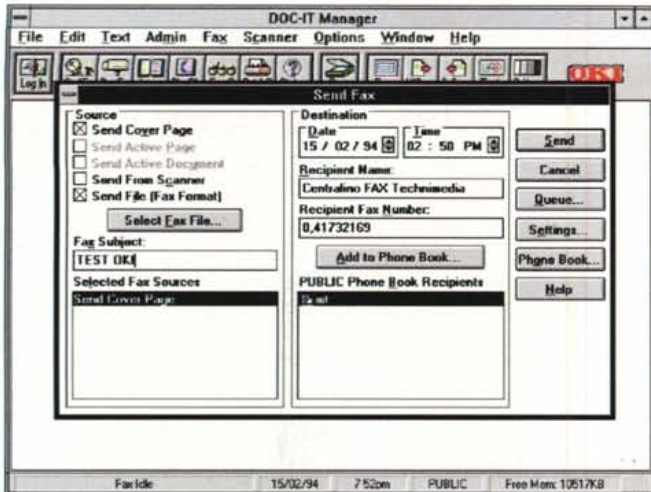 DOC-IT Manager
File Edit Text Admin Fax Scanner Options Window Help
Log In
OKI
Send Fax
Source
Send Cover Page
Send Active Page
Send Active Document
Send From Scanner
Send File (Fax Format)
Select Fax File...
Fax Subject:
TEST OKI
Selected Fax Sources
Send Cover Page
Destination
Date
15 / 02 / 94
Time
02 : 50 PM
Recipient Name:
Centralino FAX Technimedia
Recipient Fax Number:
0,41732169
Add to Phone Book...
PUBLIC Phone Book Recipients
Send
Cancel
Queue...
Settings...
Phone Book...
Help
Fax Idle 15/02/94 7:52pm PUBLIC Free Mem: 10517KB